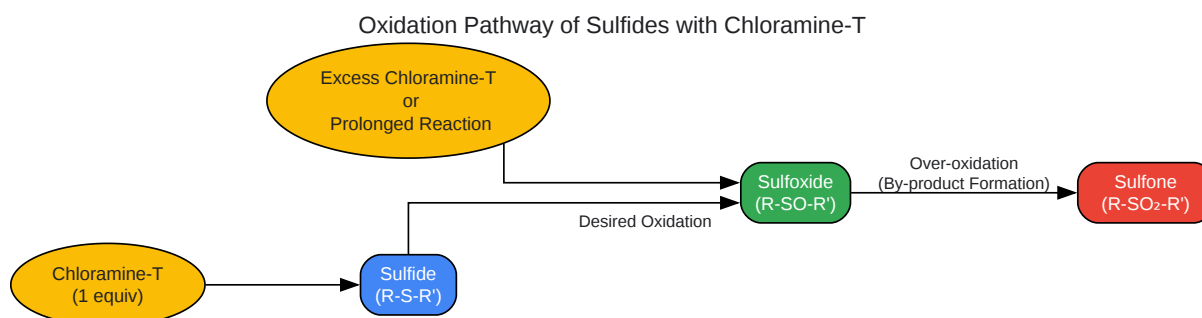 Oxidation Pathway of Sulfides with Chloramine-T
Excess Chloramine-T
or
Prolonged Reaction
Sulfoxide
(R-SO-R')
Over-oxidation
(By-product Formation)
Sulfone
(R-SO₂-R')
Desired Oxidation
Chloramine-T
(1 equiv)
Sulfide
(R-S-R')